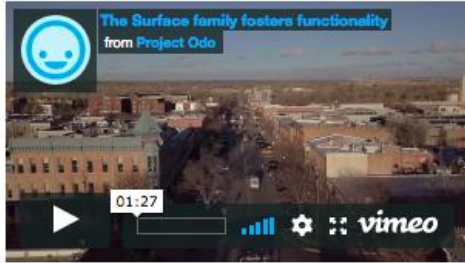 The Surface family fosters functionality
from Project Odo
01:27
vimeo